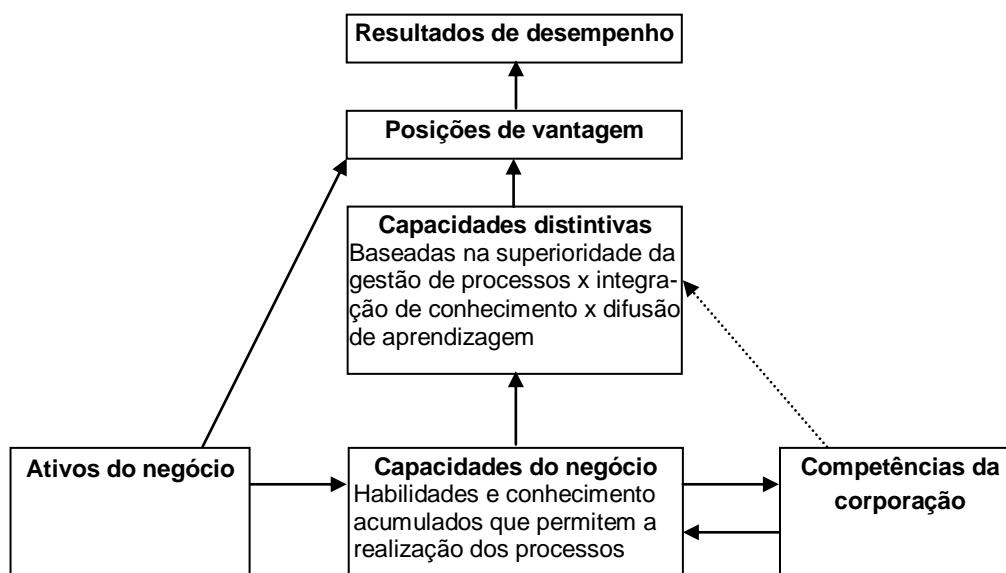 Resultados de desempenho
Posições de vantagem
Capacidades distintivas
Baseadas na superioridade da
gestão de processos x integra-
ção de conhecimento x difusão
de aprendizagem
Ativos do negócio
Capacidades do negócio
Habilidades e conhecimento
acumulados que permitem a
realização dos processos
Competências da
corporação